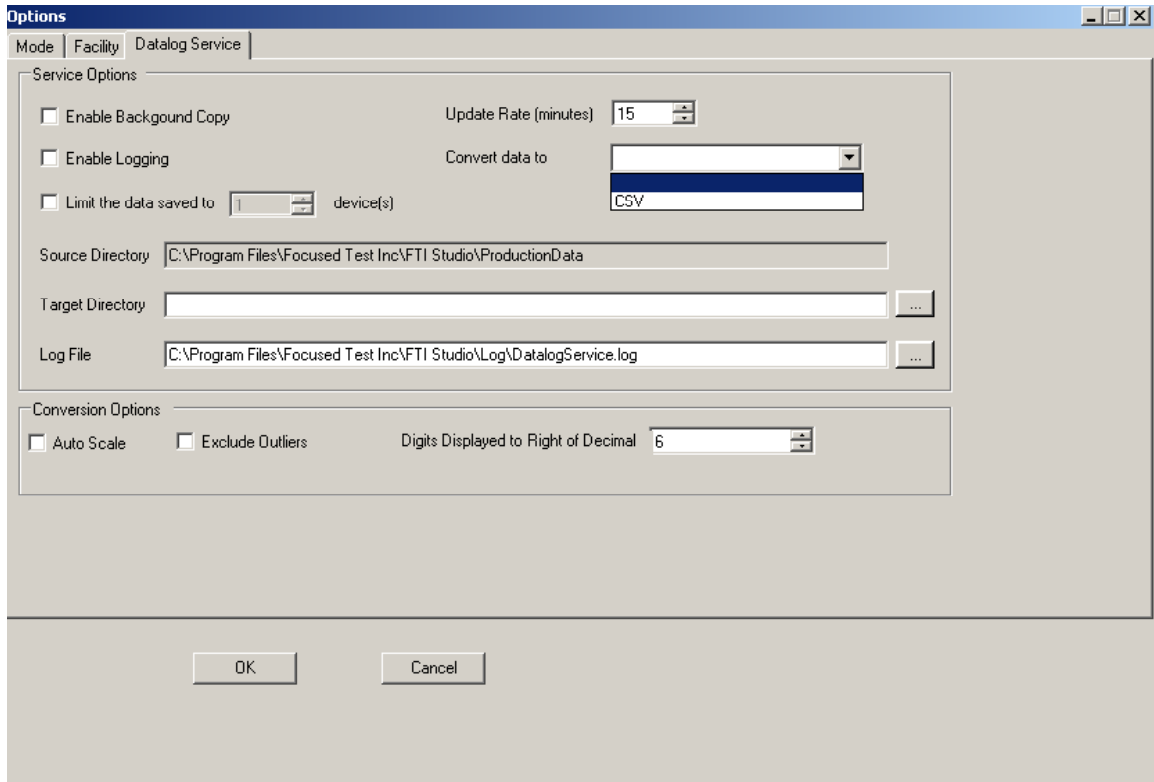 Options
Mode Facility Datalog Service
Service Options
Enable Backgound Copy Update Rate (minutes) 15
Enable Logging Convert data to
CSV
Limit the data saved to 1 device(s)
Source Directory C:\Program Files\Focused Test Inc\FTI Studio\ProductionData
Target Directory ...
Log File C:\Program Files\Focused Test Inc\FTI Studio\Log\DatalogService.log ...
Conversion Options
Auto Scale Exclude Outliers Digits Displayed to Right of Decimal 6
OK Cancel